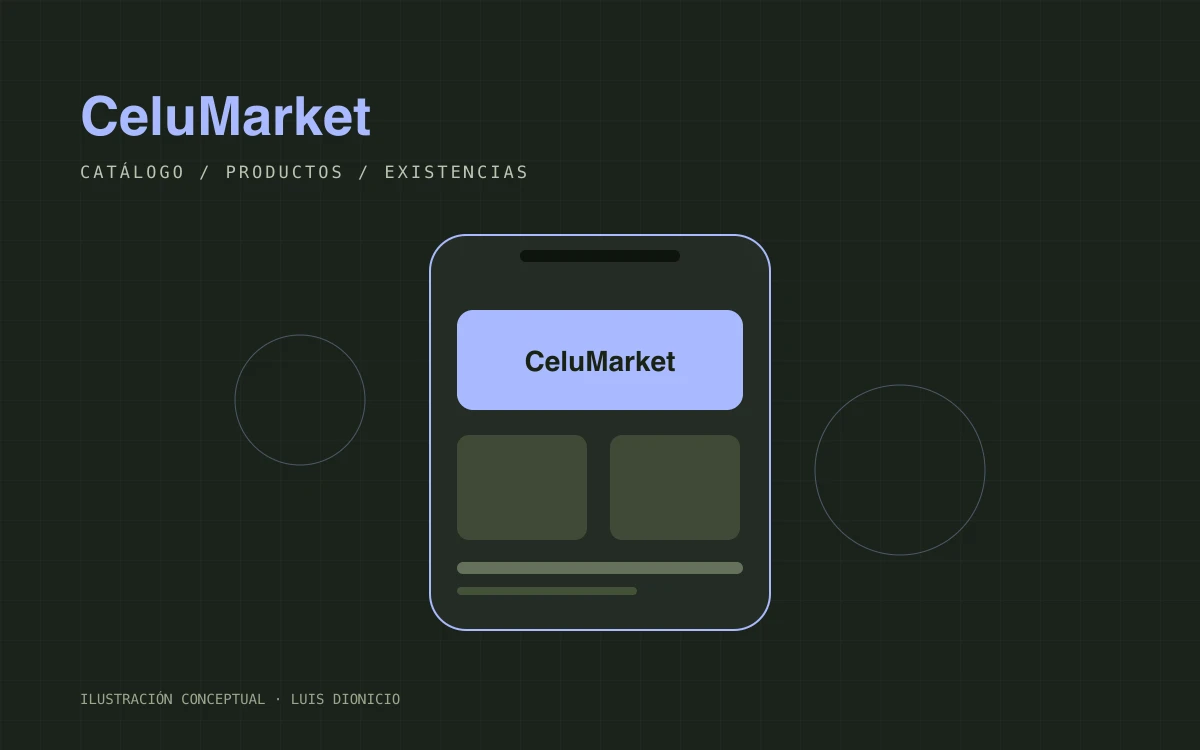 CeluMarket
CATÁLOGO / PRODUCTOS / EXISTENCIAS
CeluMarket
ILUSTRACIÓN CONCEPTUAL · LUIS DIONICIO